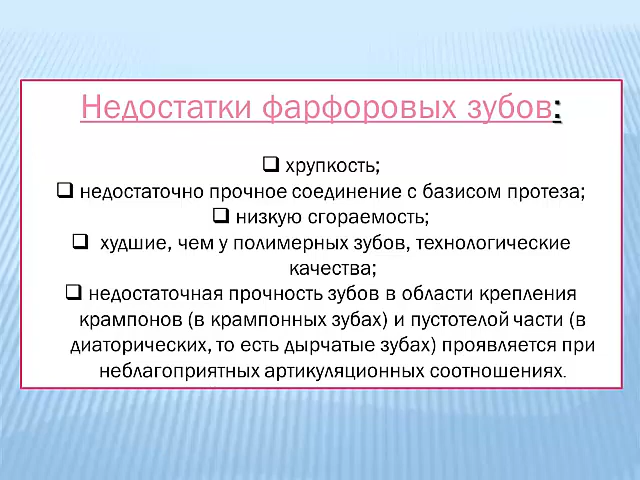 Недостатки фарфоровых зубов:
❑ хрупкость;
❑ недостаточно прочное соединение с базисом протеза;
❑ низкую сгораемость;
❑ худшие, чем у полимерных зубов, технологические
качества;
❑ недостаточная прочность зубов в области крепления
крампонов (в крампонных зубах) и пустотелой части (в
диаторических, то есть дырчатые зубах) проявляется при
неблагоприятных артикуляционных соотношениях.